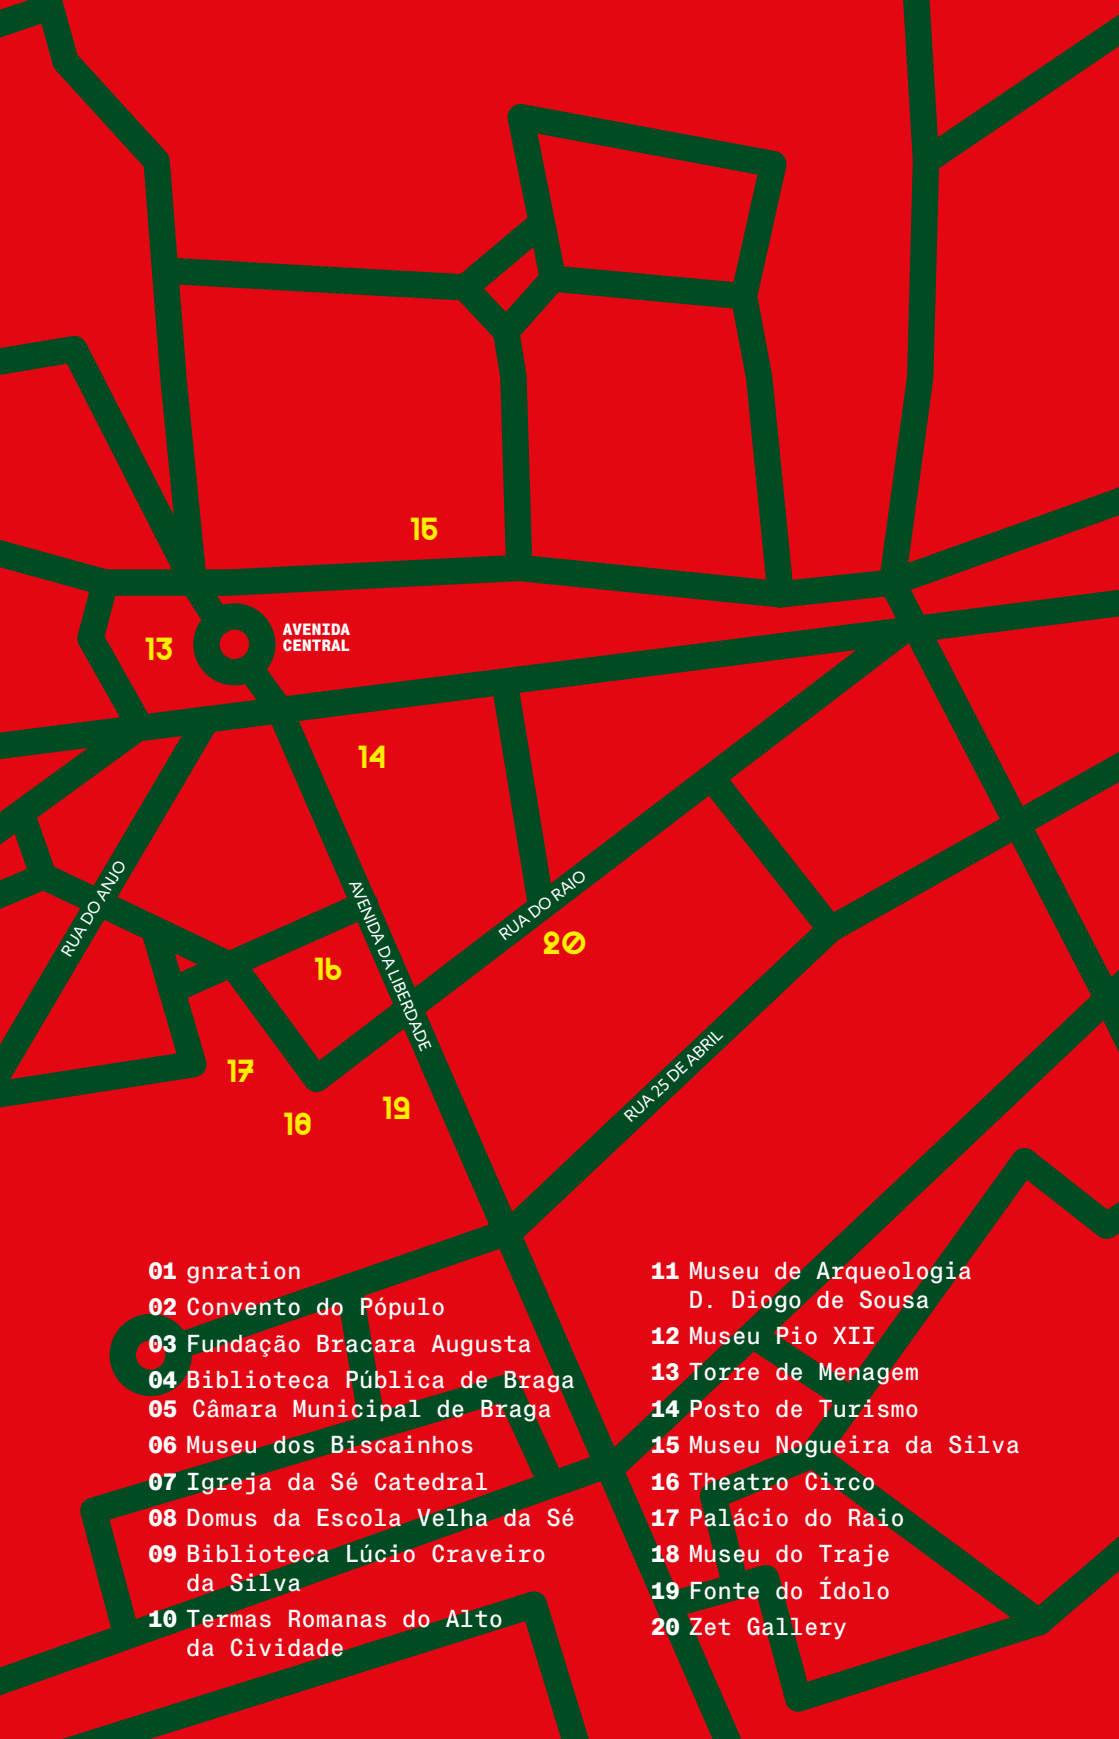 15
13
AVENIDA
CENTRAL
14
RUA DO ANJO
AVENIDA DA LIBERDADE
RUA DO RAIO
20
16
17
18
19
RUA 25 DE ABRIL
01 gnration
02 Convento do Pópulo
03 Fundação Bracara Augusta
04 Biblioteca Pública de Braga
05 Câmara Municipal de Braga
06 Museu dos Biscainhos
07 Igreja da Sé Catedral
08 Domus da Escola Velha da Sé
09 Biblioteca Lúcio Craveiro
da Silva
10 Termas Romanas do Alto
da Cividade
11 Museu de Arqueologia
D. Diogo de Sousa
12 Museu Pio XII
13 Torre de Menagem
14 Posto de Turismo
15 Museu Nogueira da Silva
16 Theatro Circo
17 Palácio do Raio
18 Museu do Traje
19 Fonte do Ídolo
20 Zet Gallery